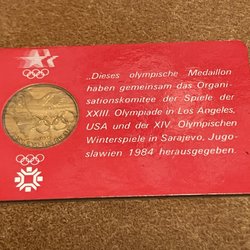 „Dieses olympische Medaillon
haben gemeinsam das Organi-
sationskomitee der Spiele der
XXIII. Olympiade in Los Angeles,
USA und der XIV. Olympischen
Winterspiele in Sarajevo, Jugo-
slawien 1984 herausgegeben.